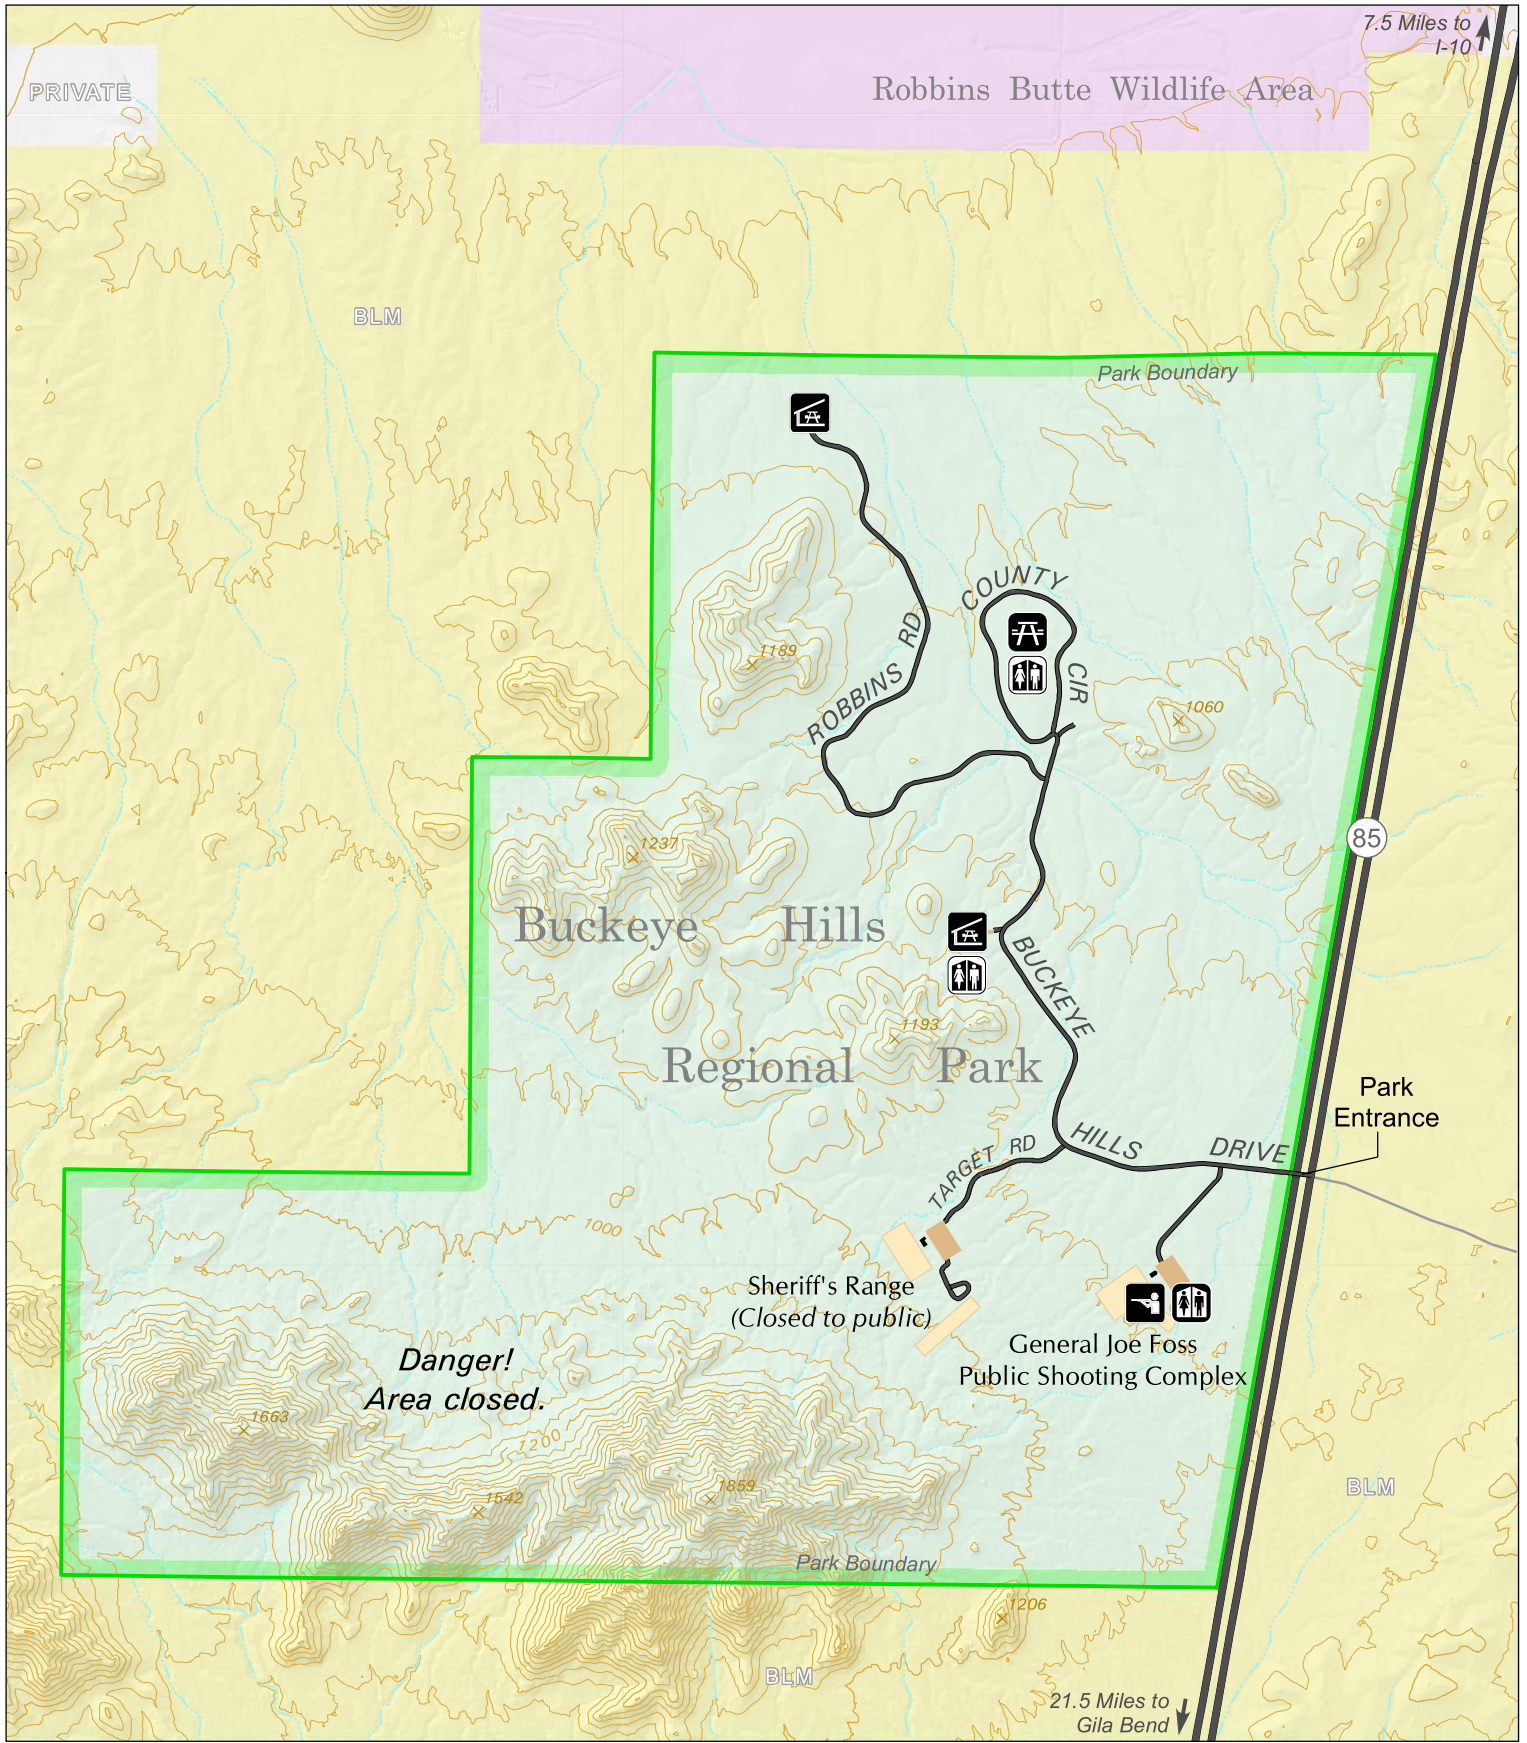 7.5 Miles to
I-10
PRIVATE
Robbins Butte Wildlife Area
BLM
Park Boundary
COUNTY
CIR
ROBBINS RD
1189
1060
85
1237
Buckeye Hills
BUCKEYE
1193
Regional Park
Park
Entrance
HILLS DRIVE
TARGET RD
1000
Sheriff's Range
(Closed to public)
General Joe Foss
Public Shooting Complex
Danger!
Area closed.
1663
1200
1859
1542
BLM
Park Boundary
1206
BLM
21.5 Miles to
Gila Bend